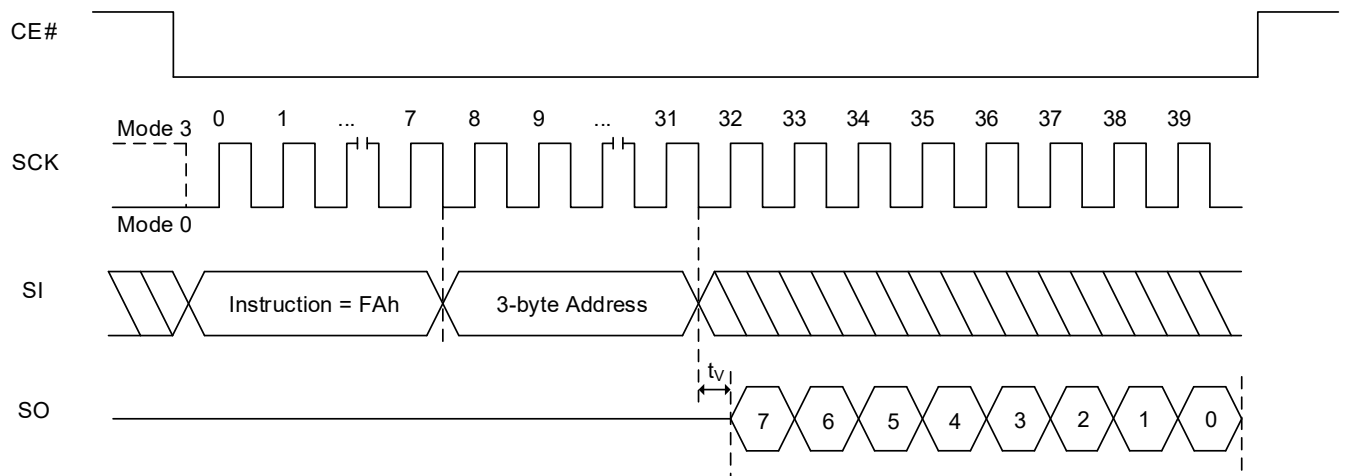 CE#
Mode 3
0 1 ... 7 8 9 ... 31 32 33 34 35 36 37 38 39
SCK
Mode 0
SI
Instruction = FAh
3-byte Address
tV
SO
7 6 5 4 3 2 1 0